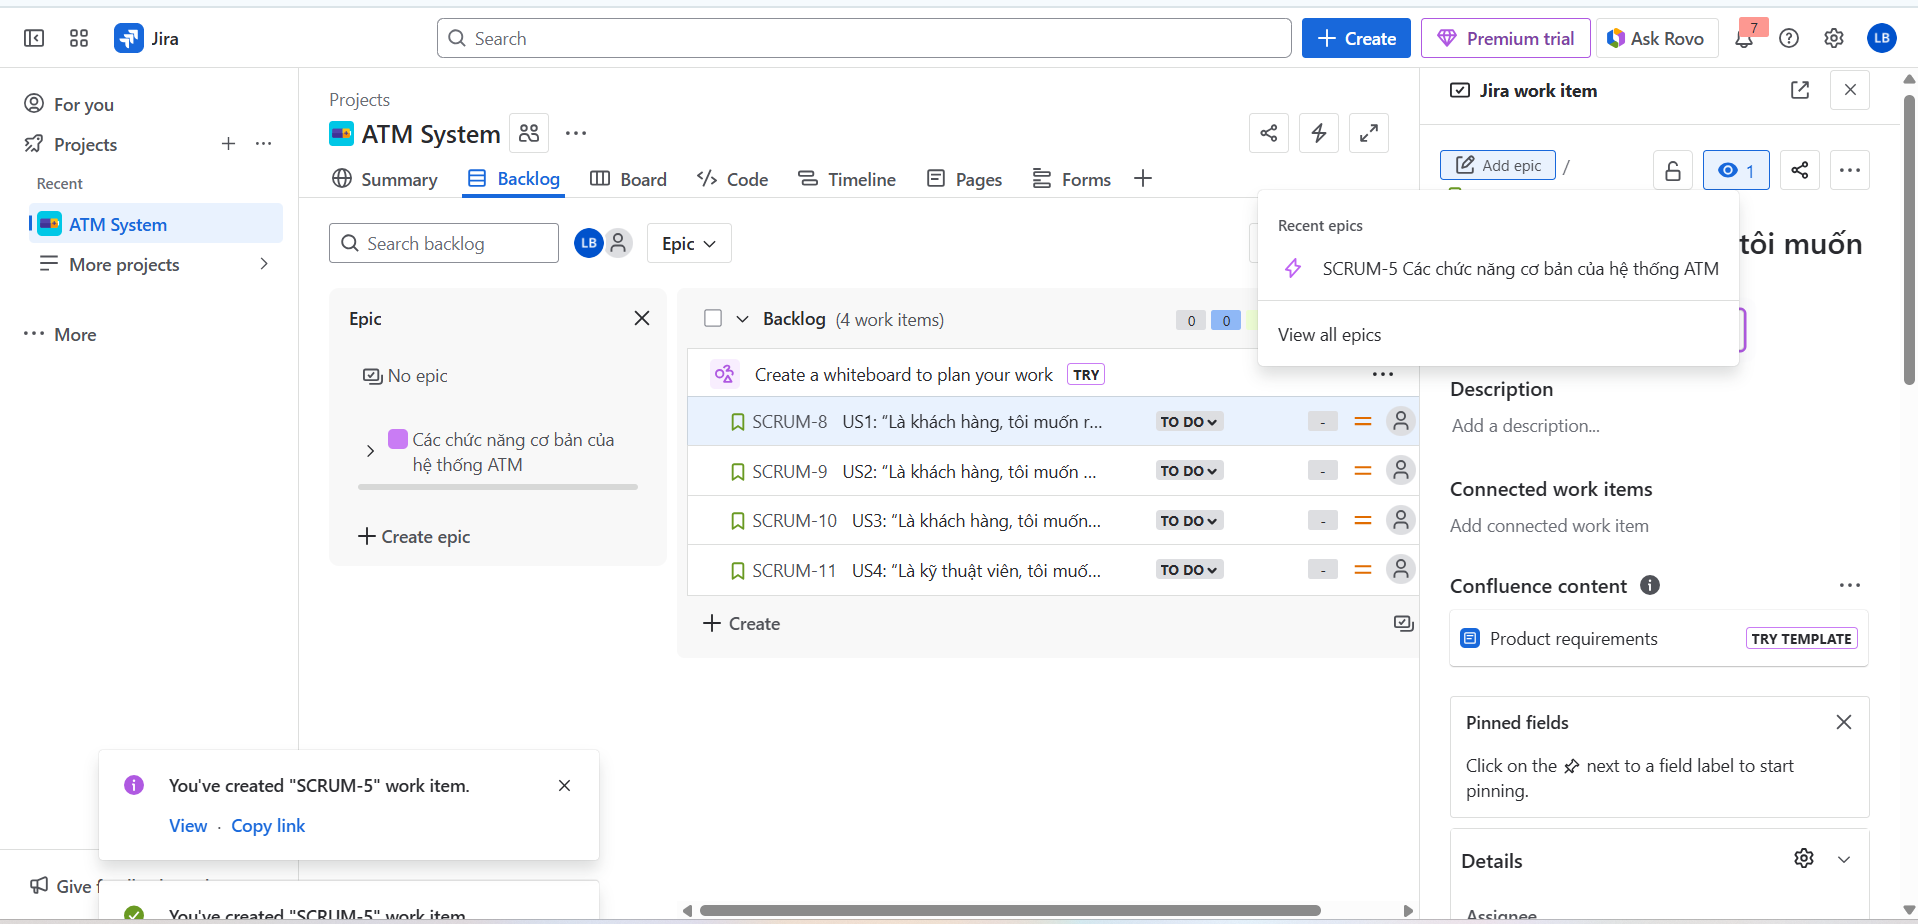 Jira
Search
Create
Premium trial
Ask Rovo
7
LB
For you
Projects
Recent
ATM System
More projects
More
Projects
ATM System
Summary
Backlog
Board
Code
Timeline
Pages
Forms
Search backlog
LB
Epic
Epic
No epic
Các chức năng cơ bản của
hệ thống ATM
Create epic
Backlog (4 work items)
0
0
Create a whiteboard to plan your work TRY
SCRUM-8 US1: “Là khách hàng, tôi muốn r... TO DO -
SCRUM-9 US2: “Là khách hàng, tôi muốn ... TO DO -
SCRUM-10 US3: “Là khách hàng, tôi muốn... TO DO -
SCRUM-11 US4: “Là kỹ thuật viên, tôi muố... TO DO -
Create
Jira work item
Add epic /
1
Recent epics
SCRUM-5 Các chức năng cơ bản của hệ thống ATM
View all epics
tôi muốn
Description
Add a description...
Connected work items
Add connected work item
Confluence content
Product requirements TRY TEMPLATE
Pinned fields
Click on the next to a field label to start
pinning.
Details
Assignee
You've created "SCRUM-5" work item.
View · Copy link
Give
You've created "SCRUM-5" work item